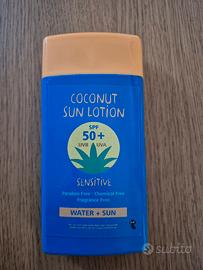 COCONUT
SUN LOTION
SPF
50+
UVB UVA
SENSITIVE
Paraben Free · Chemical Free
Fragrance Free
WATER + SUN
subito